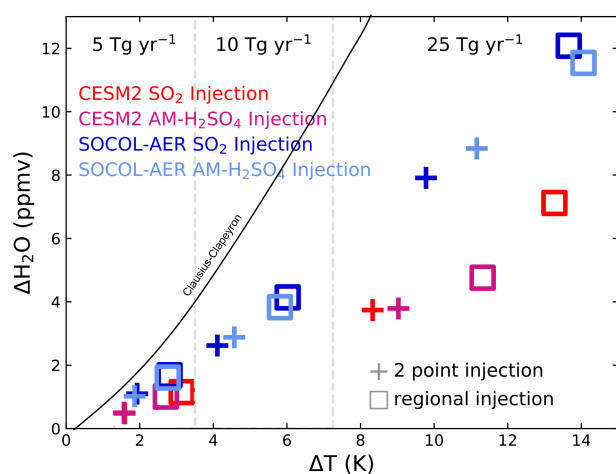 5 Tg yr⁻¹ 10 Tg yr⁻¹ 25 Tg yr⁻¹
CESM2 SO₂ Injection
CESM2 AM-H₂SO₄ Injection
SOCOL-AER SO₂ Injection
SOCOL-AER AM-H₂SO₄ Injection
Clausius-Clapeyron
2 point injection
regional injection
ΔH₂O (ppmv)
12
10
8
6
4
2
0
0 2 4 6 8 10 12 14
ΔT (K)